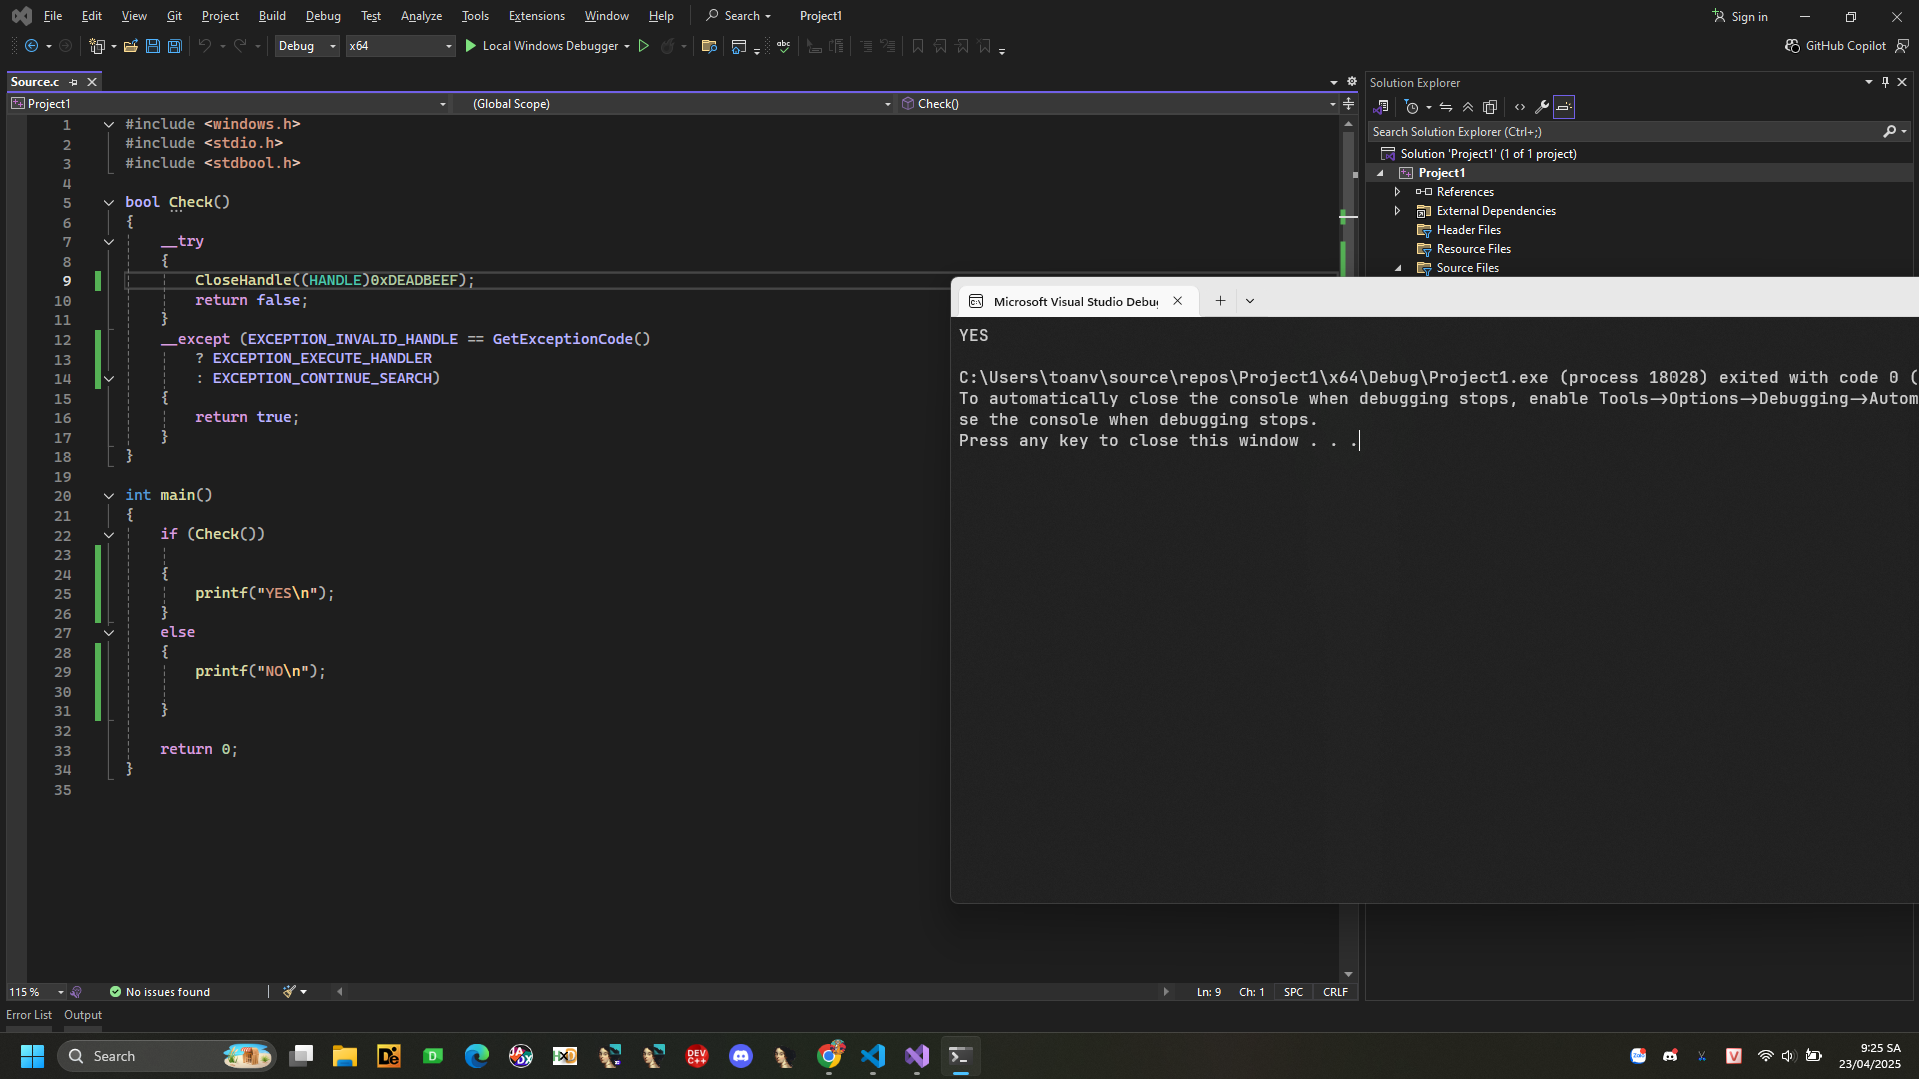 File Edit View Git Project Build Debug Test Analyze Tools Extensions Window Help Search Project1 Sign in
Debug x64 Local Windows Debugger abc GitHub Copilot
Source.c Solution Explorer
Project1 (Global Scope) Check()
Search Solution Explorer (Ctrl+;)
Solution 'Project1' (1 of 1 project)
Project1
References
External Dependencies
Header Files
Resource Files
Source Files
1 #include <windows.h>
2 #include <stdio.h>
3 #include <stdbool.h>
4
5 bool Check()
6 {
7 __try
8 {
9 CloseHandle((HANDLE)0xDEADBEEF);
10 return false;
11 }
12 __except (EXCEPTION_INVALID_HANDLE == GetExceptionCode()
13 ? EXCEPTION_EXECUTE_HANDLER
14 : EXCEPTION_CONTINUE_SEARCH)
15 {
16 return true;
17 }
18 }
19
20 int main()
21 {
22 if (Check())
23
24 {
25 printf("YES\n");
26 }
27 else
28 {
29 printf("NO\n");
30
31 }
32
33 return 0;
34 }
35
Microsoft Visual Studio Debu
YES
C:\Users\toanv\source\repos\Project1\x64\Debug\Project1.exe (process 18028) exited with code 0 (
To automatically close the console when debugging stops, enable Tools->Options->Debugging->Autom
se the console when debugging stops.
Press any key to close this window . . .
115 % No issues found Ln: 9 Ch: 1 SPC CRLF
Error List Output
Search
9:25 SA
23/04/2025